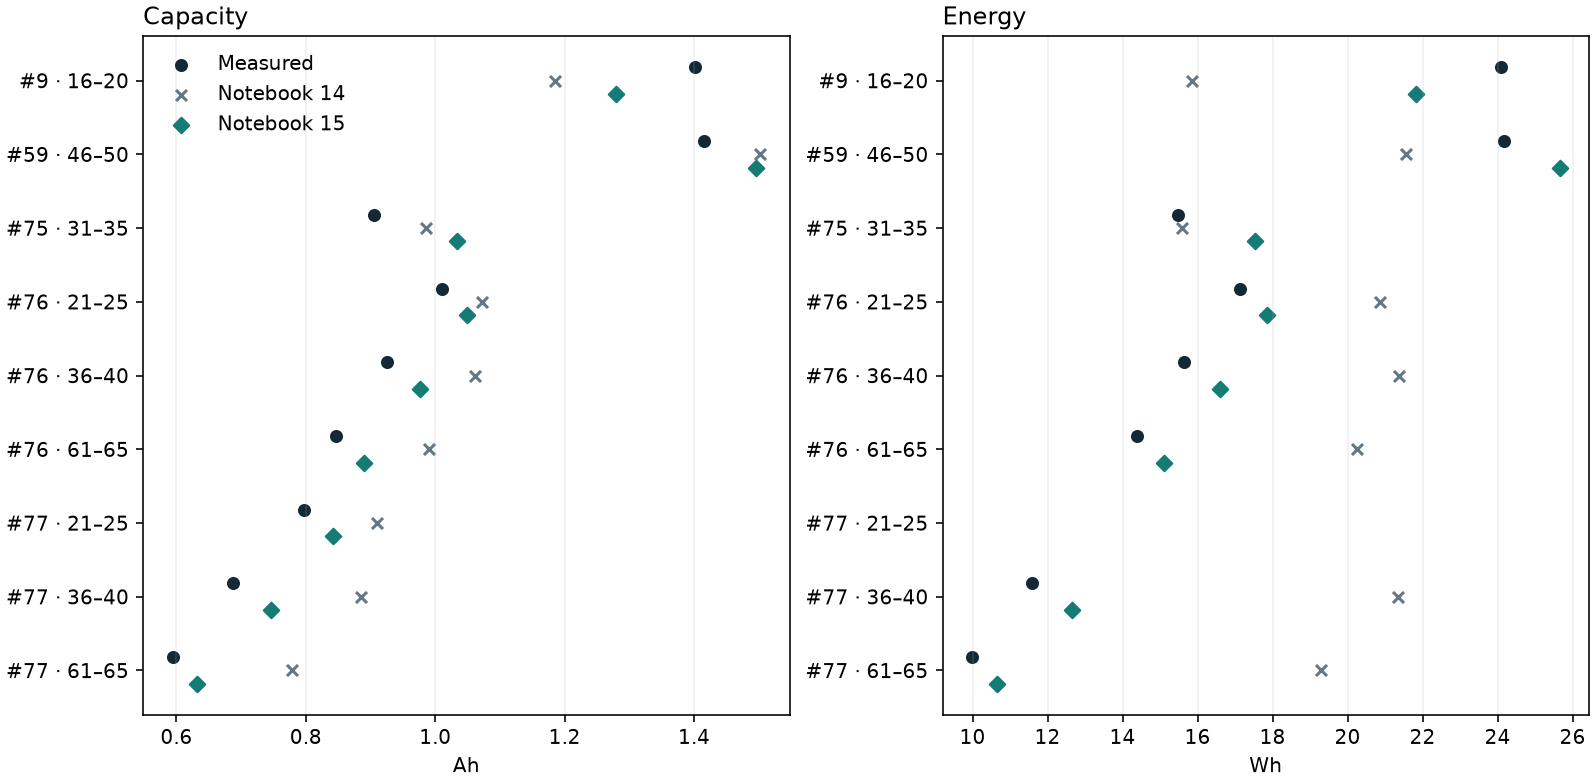 Capacity
Measured
Notebook 14
Notebook 15
#9 · 16–20
#59 · 46–50
#75 · 31–35
#76 · 21–25
#76 · 36–40
#76 · 61–65
#77 · 21–25
#77 · 36–40
#77 · 61–65
0.6 0.8 1.0 1.2 1.4
Ah
Energy
#9 · 16–20
#59 · 46–50
#75 · 31–35
#76 · 21–25
#76 · 36–40
#76 · 61–65
#77 · 21–25
#77 · 36–40
#77 · 61–65
10 12 14 16 18 20 22 24 26
Wh